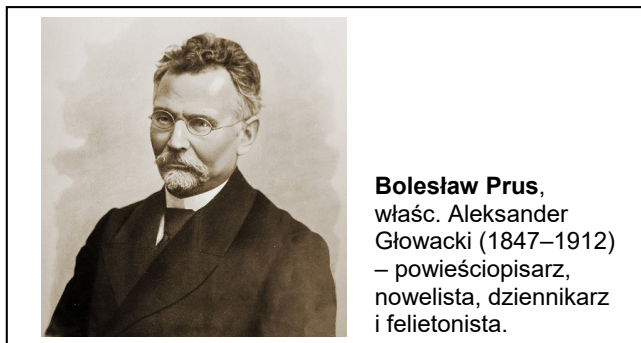 Bolesław Prus,
właśc. Aleksander
Głowacki (1847–1912)
– powieściopisarz,
nowelista, dziennikarz
i felietonista.